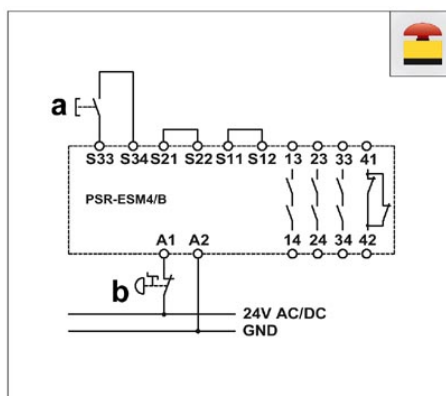 a
S33 S34 S21 S22 S11 S12 13 23 33 41
PSR-ESM4/B
A1 A2 14 24 34 42
b
24V AC/DC
GND